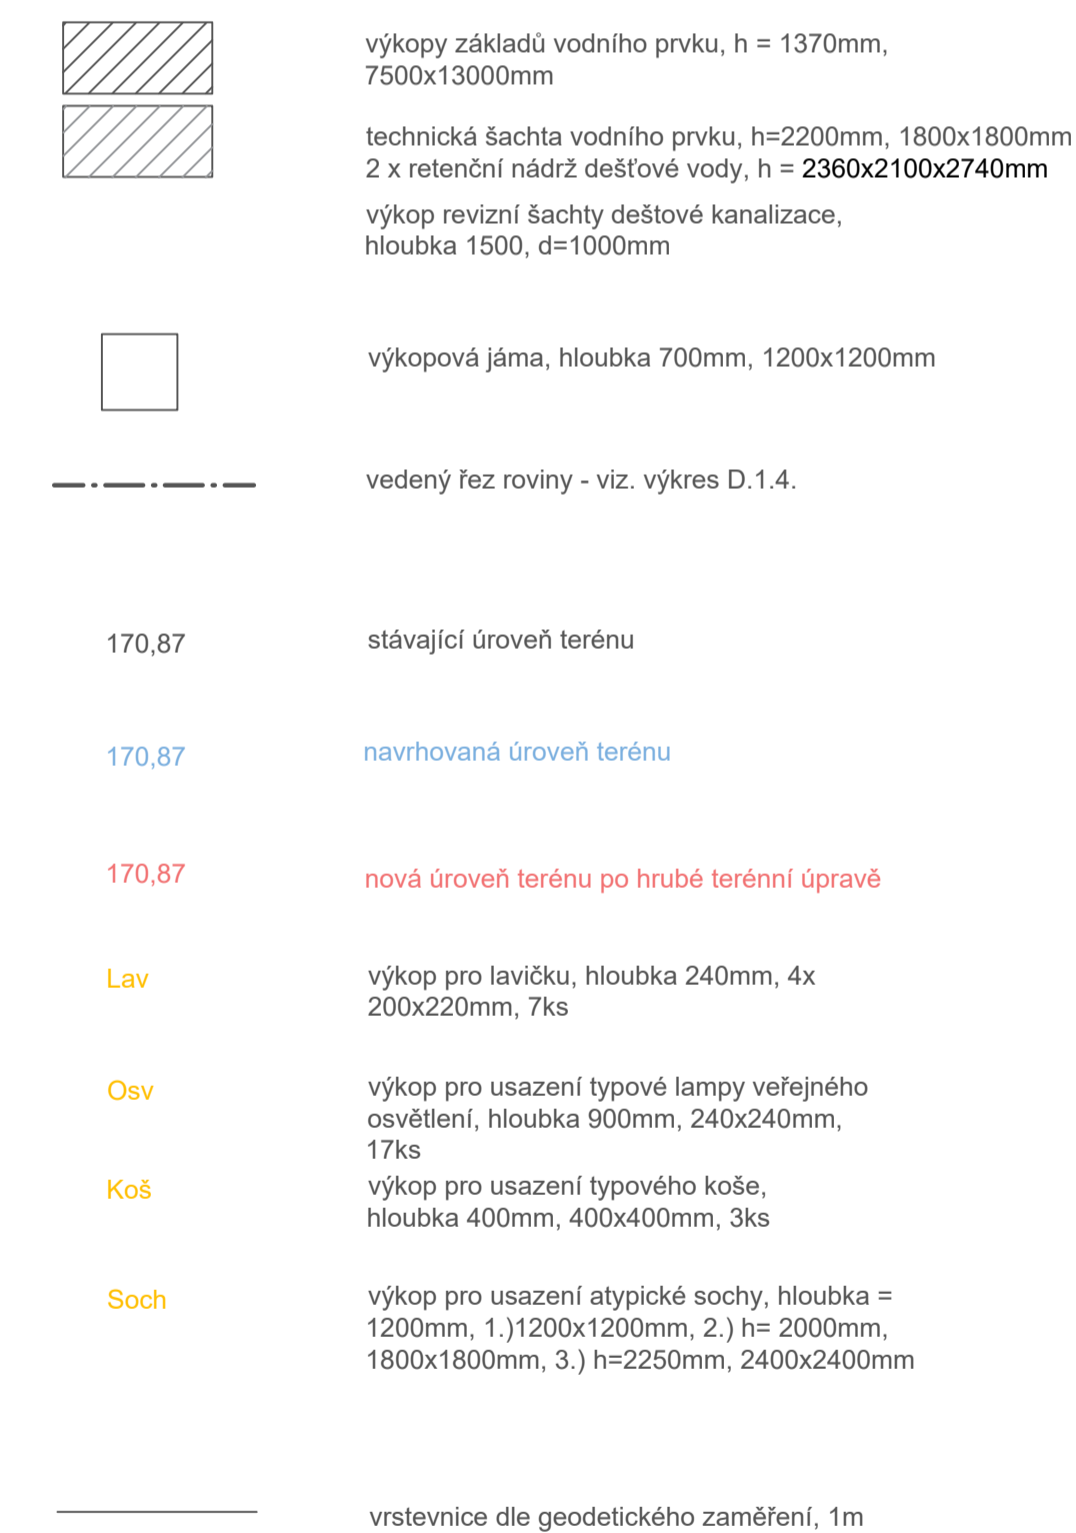 výkopy základů vodního prvku, h = 1370mm,
7500x13000mm
technická šachta vodního prvku, h=2200mm, 1800x1800mm
2 x retenční nádrž dešťové vody, h = 2360x2100x2740mm
výkop revizní šachty deštové kanalizace,
hloubka 1500, d=1000mm
výkopová jáma, hloubka 700mm, 1200x1200mm
vedený řez roviny - viz. výkres D.1.4.
170,87 stávající úroveň terénu
170,87 navrhovaná úroveň terénu
170,87 nová úroveň terénu po hrubé terénní úpravě
Lav výkop pro lavičku, hloubka 240mm, 4x
200x220mm, 7ks
Osv výkop pro usazení typové lampy veřejného
osvětlení, hloubka 900mm, 240x240mm,
17ks
Koš výkop pro usazení typového koše,
hloubka 400mm, 400x400mm, 3ks
Soch výkop pro usazení atypické sochy, hloubka =
1200mm, 1.)1200x1200mm, 2.) h= 2000mm,
1800x1800mm, 3.) h=2250mm, 2400x2400mm
vrstevnice dle geodetického zaměření, 1m